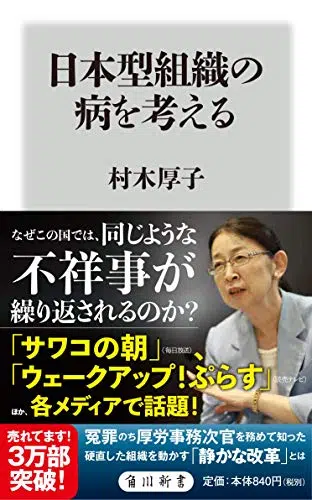 日本型組織の
病を考える
村木厚子
なぜこの国では、同じような
不祥事が
繰り返されるのか?
「サワコの朝」(毎日放送)、
「ウェークアップ!ぷらす」(読売テレビ)
ほか、各メディアで話題!
売れてます!
3万部
突破!
冤罪のち厚労事務次官を務めて知った
硬直した組織を動かす「静かな改革」とは
角川新書 定価:本体840円(税別)